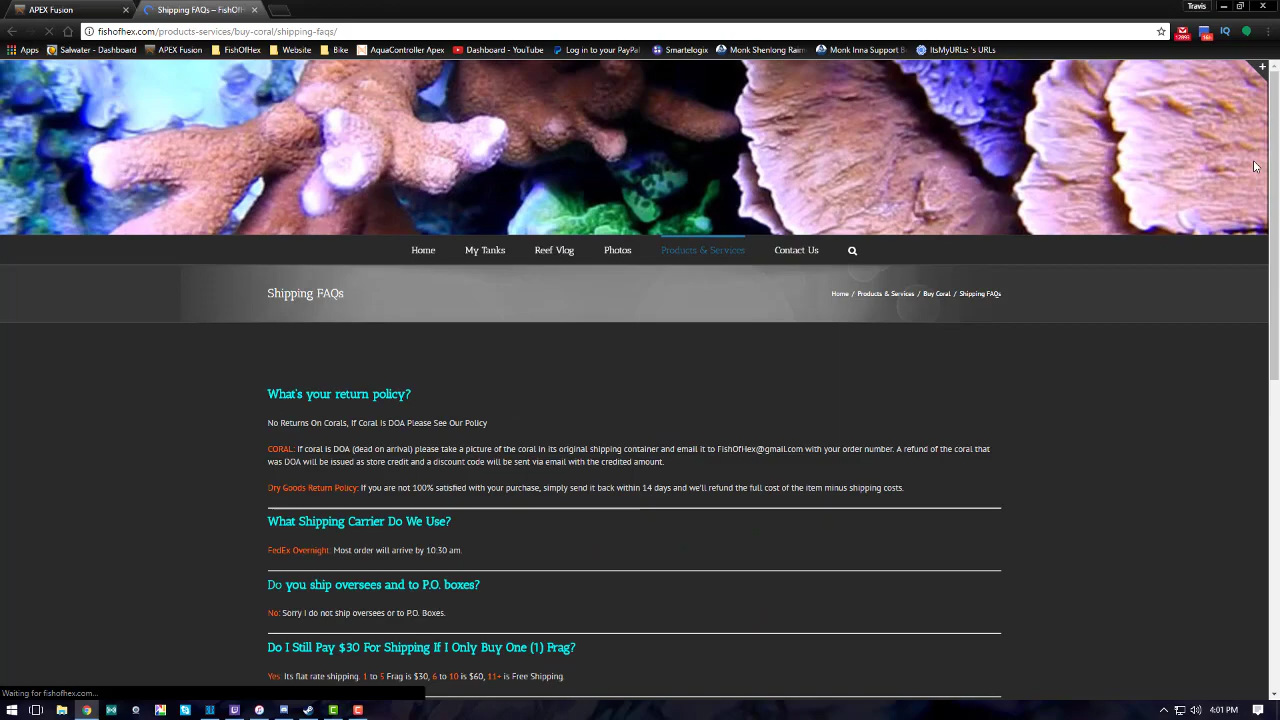 APEX Fusion
Shipping FAQs – FishOfH
Travis
fishofhex.com/products-services/buy-coral/shipping-faqs/
Apps Salwater - Dashboard APEX Fusion FishOfHex Website Bike AquaController Apex Dashboard - YouTube Log in to your PayPal Smartelogix Monk Shenlong Raim Monk Inna Support B ItsMyURLs: 's URLs
Home My Tanks Reef Vlog Photos Products & Services Contact Us
Shipping FAQs
Home / Products & Services / Buy Coral / Shipping FAQs
What's your return policy?
No Returns On Corals, If Coral Is DOA Please See Our Policy
CORAL: If coral is DOA (dead on arrival) please take a picture of the coral in its original shipping container and email it to FishOfHex@gmail.com with your order number. A refund of the coral that
was DOA will be issued as store credit and a discount code will be sent via email with the credited amount.
Dry Goods Return Policy: If you are not 100% satisfied with your purchase, simply send it back within 14 days and we'll refund the full cost of the item minus shipping costs.
What Shipping Carrier Do We Use?
FedEx Overnight. Most order will arrive by 10:30 am.
Do you ship oversees and to P.O. boxes?
No: Sorry I do not ship oversees or to P.O. Boxes.
Do I Still Pay $30 For Shipping If I Only Buy One (1) Frag?
Yes. Its flat rate shipping. 1 to 5 Frag is $30, 6 to 10 is $60, 11+ is Free Shipping.
Waiting for fishofhex.com...
4:01 PM